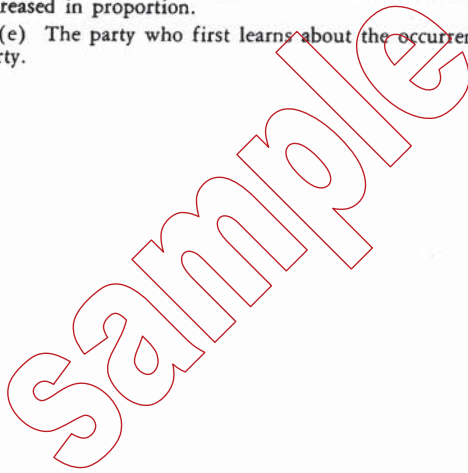 reased in proportion.
(e) The party who first learns about the occurren
rty.
sample